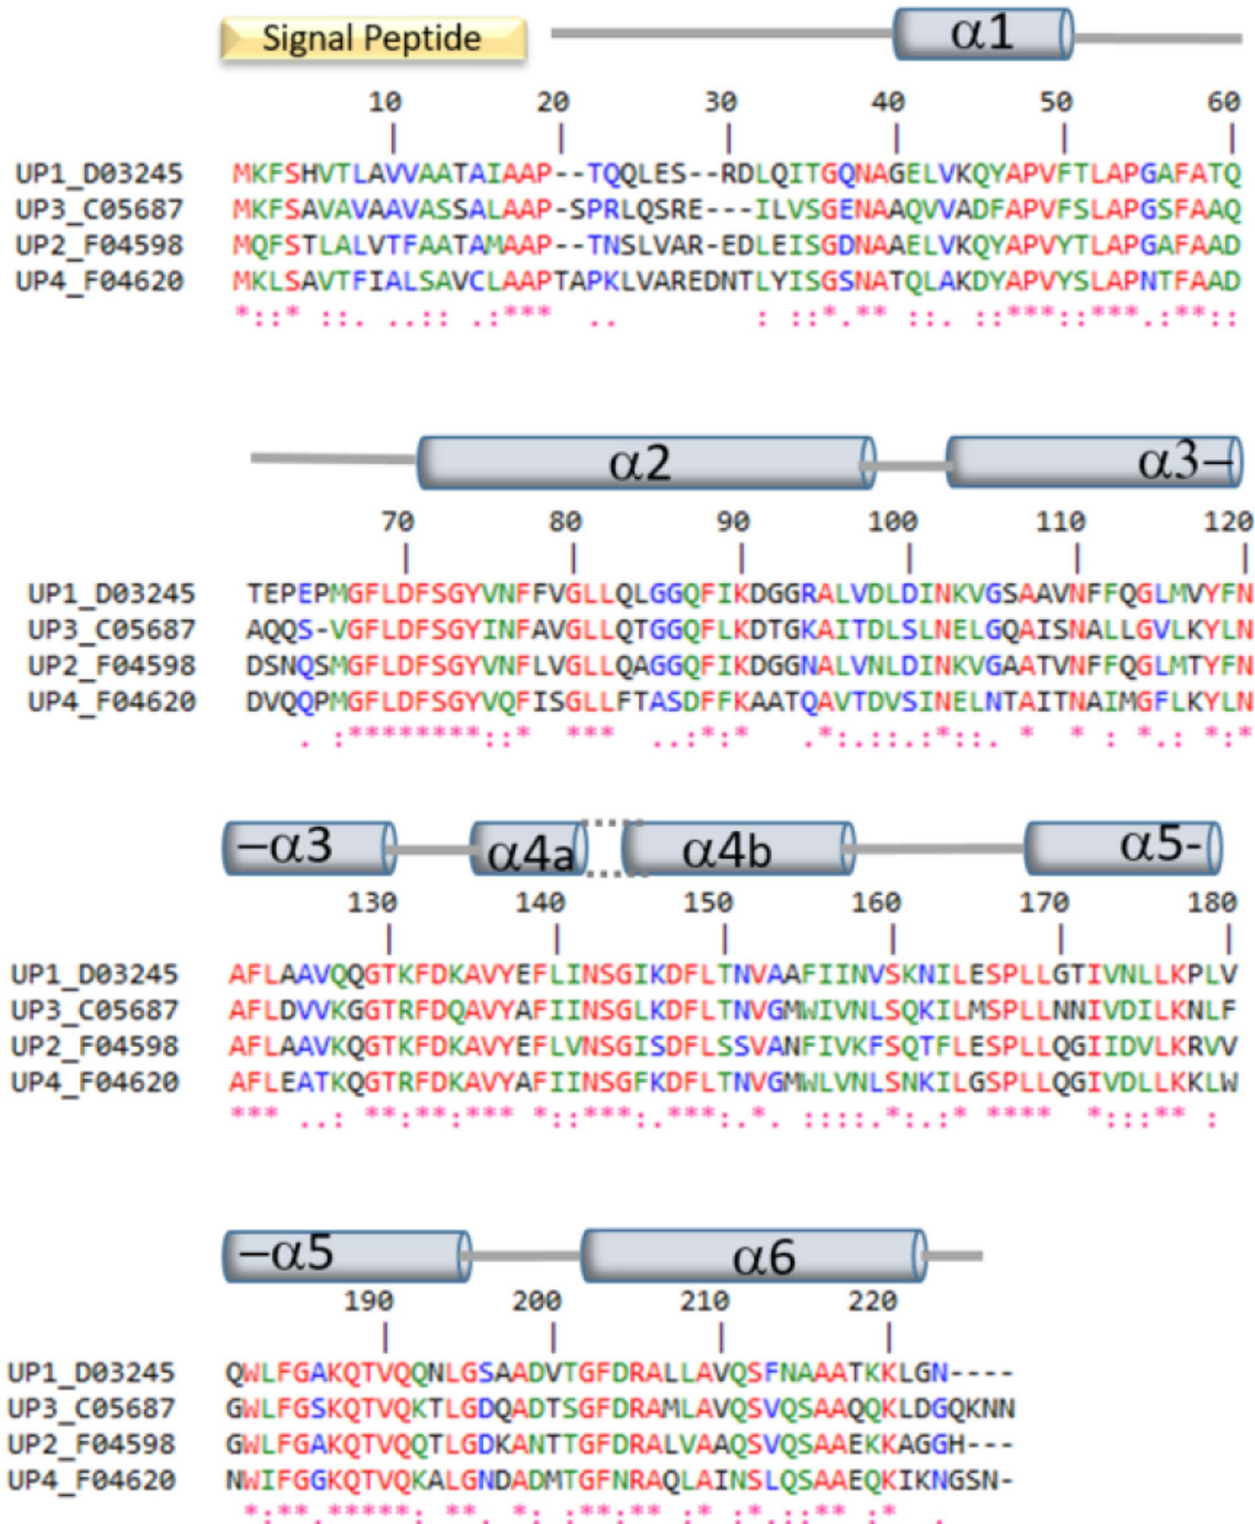 Signal Peptide α1
10 20 30 40 50 60
UP1_D03245 MKFSHVTLAVVAATAIAAP--TQQLES--RDLQITGQNAGELVKQYAPVFTLAPGAFATQ
UP3_C05687 MKFSAVAVAAVASSALAAP-SPRLQSRE---ILVSGENAAQVVADFAPVFSLAPGSFAAQ
UP2_F04598 MQFSTLALVTFAATAMAAP--TNSLVAR-EDLEISGDNAAELVKQYAPVYTLAPGAFAAD
UP4_F04620 MKLSAVTFIALSAVCLAAPTAPKLVAREDNTLYISGSNATQLAKDYAPVYSLAPNTFAAD
*::* ::. ..:: .:*** .. : ::*.** ::. ::***::***.:**::
α2 α3–
70 80 90 100 110 120
UP1_D03245 TEPEPMGFLDFSGYVNFFVGLLQLGGQFIKDGGRALVDLDINKVGSAAVNFFQGLMVYFN
UP3_C05687 AQQS-VGFLDFSGYINFAVGLLQTGGQFLKDTGKAITDLSLNELGQAISNALLGVLKYLN
UP2_F04598 DSNQSMGFLDFSGYVNFLVGLLQAGGQFIKDGGNALVNLDINKVGAATVNFFQGLMTYFN
UP4_F04620 DVQQPMGFLDFSGYVQFISGLLFTASDFFKAATQAVTDVSINELNTAITNAIMGFLKYLN
. :********::* *** ..:*:* .*:.::.:*::. * * : *.: *:*
–α3 α4a α4b α5-
130 140 150 160 170 180
UP1_D03245 AFLAAVQQGTKFDKAVYEFLINSGIKDFLTNVAAFIINVSKNILESPLLGTIVNLLKPLV
UP3_C05687 AFLDVVKGGTRFDQAVYAFIINSGLKDFLTNVGMWIVNLSQKILMSPLLNNIVDILKNLF
UP2_F04598 AFLAAVKQGTKFDKAVYEFLVNSGISDFLSSVANFIVKFSQTFLESPLLQGIIDVLKRVV
UP4_F04620 AFLEATKQGTRFDKAVYAFIINSGFKDFLTNVGMWLVNLSNKILGSPLLQGIVDLLKKLW
*** ..: **:**:*** *::***:.***:.*. ::::.*:.:* **** *:::** :
–α5 α6
190 200 210 220
UP1_D03245 QWLFGAKQTVQQNLGSAADVTGFDRALLAVQSFNAAATKKLGN----
UP3_C05687 GWLFGSKQTVQKTLGDQADTSGFDRAMLAVQSVQSAAQQKLDGQKNN
UP2_F04598 GWLFGAKQTVQQTLGDKANTTGFDRALVAAQSVQSAAEKKAGGH---
UP4_F04620 NWIFGGKQTVQKALGNDADMTGFNRAQLAINSLQSAAEQKIKNGSN-
*:**.*****: **. *: :**:** :* :*.::** :* .